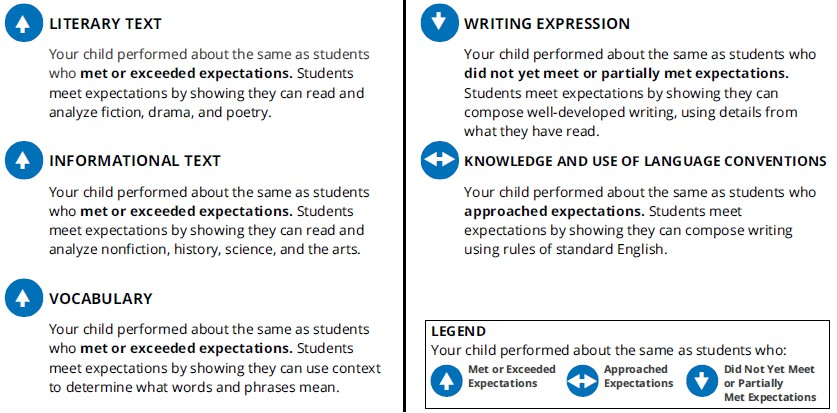 LITERARY TEXT
Your child performed about the same as students
who met or exceeded expectations. Students
meet expectations by showing they can read and
analyze fiction, drama, and poetry.
INFORMATIONAL TEXT
Your child performed about the same as students
who met or exceeded expectations. Students
meet expectations by showing they can read and
analyze nonfiction, history, science, and the arts.
VOCABULARY
Your child performed about the same as students
who met or exceeded expectations. Students
meet expectations by showing they can use context
to determine what words and phrases mean.
WRITING EXPRESSION
Your child performed about the same as students who
did not yet meet or partially met expectations.
Students meet expectations by showing they can
compose well-developed writing, using details from
what they have read.
KNOWLEDGE AND USE OF LANGUAGE CONVENTIONS
Your child performed about the same as students who
approached expectations. Students meet
expectations by showing they can compose writing
using rules of standard English.
LEGEND
Your child performed about the same as students who:
Met or Exceeded
Expectations
Approached
Expectations
Did Not Yet Meet
or Partially
Met Expectations